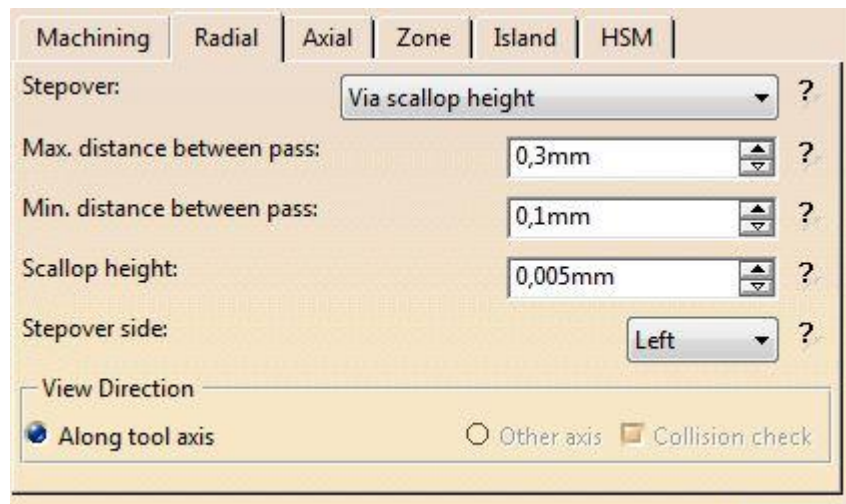 Machining Radial Axial Zone Island HSM
Stepover: Via scallop height ?
Max. distance between pass: 0,3mm ?
Min. distance between pass: 0,1mm ?
Scallop height: 0,005mm ?
Stepover side: Left ?
View Direction
Along tool axis Other axis Collision check